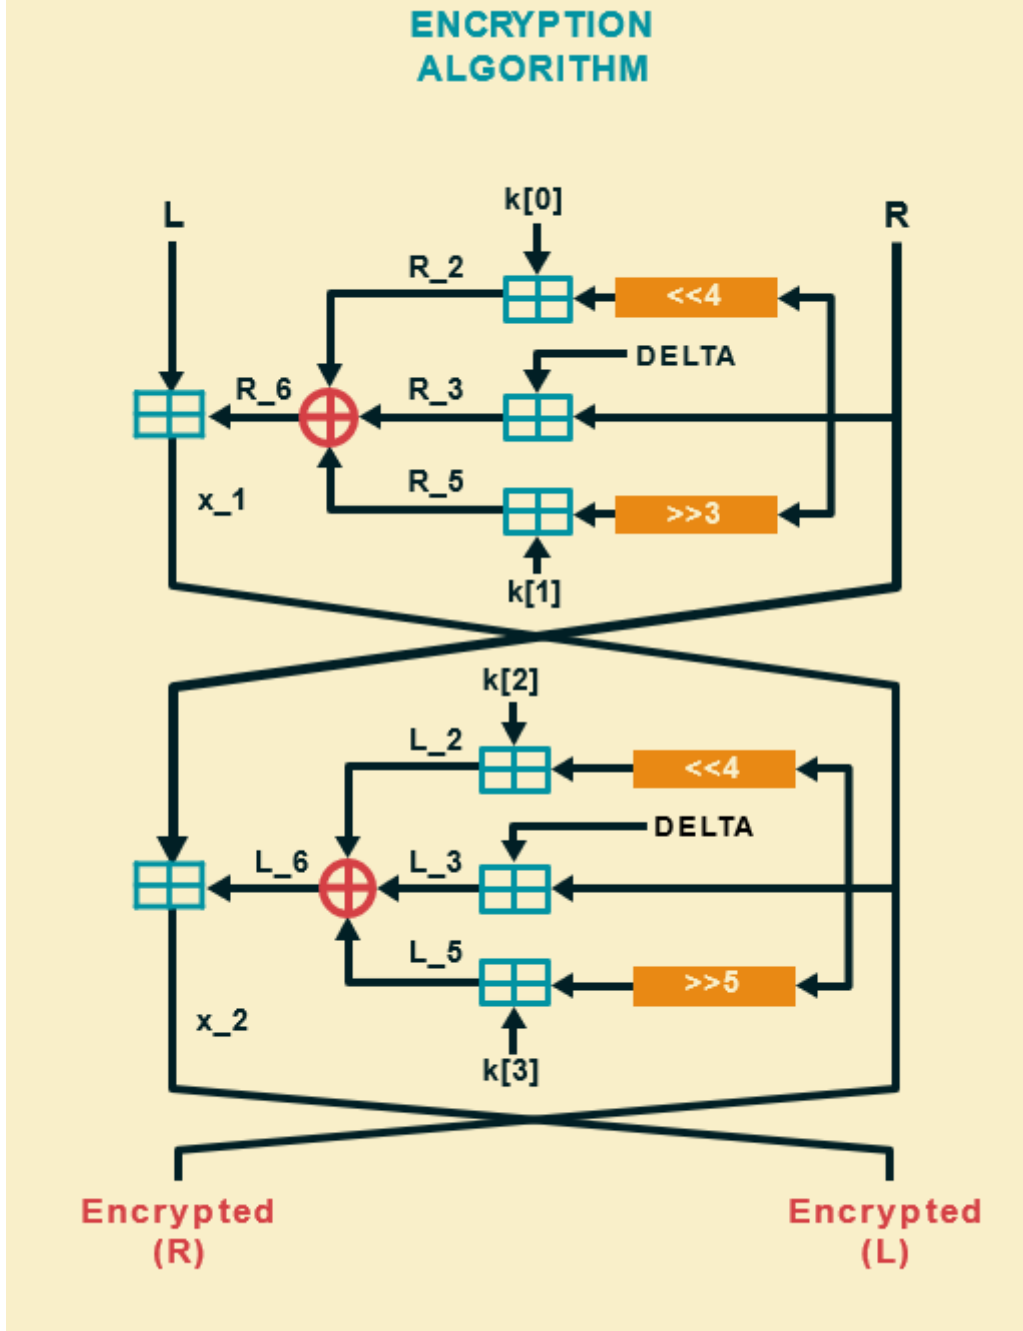 ENCRYPTION
ALGORITHM
k[0]
L
R
R_2
<<4
DELTA
R_6
R_3
R_5
x_1
>>3
k[1]
k[2]
L_2
<<4
DELTA
L_6
L_3
L_5
>>5
x_2
k[3]
Encrypted
(R)
Encrypted
(L)